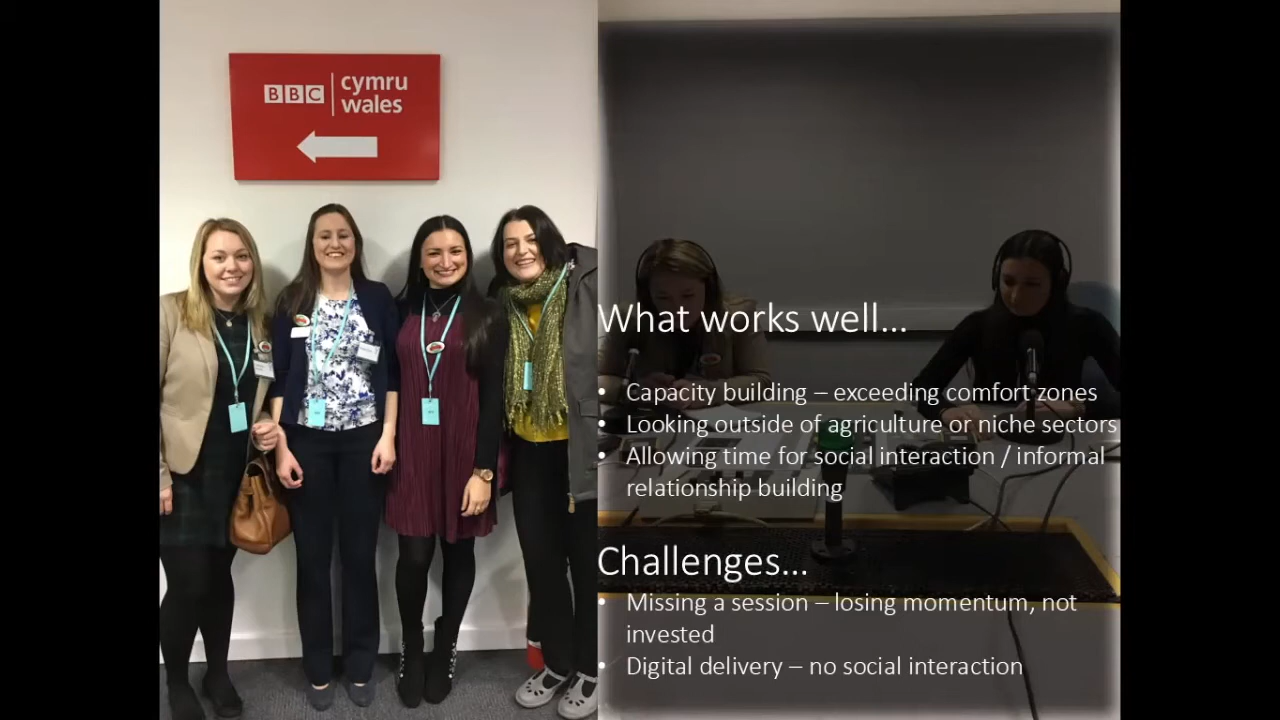 BBC cymru
wales
What works well...
• Capacity building – exceeding comfort zones
• Looking outside of agriculture or niche sectors
• Allowing time for social interaction / informal
relationship building
Challenges...
• Missing a session – losing momentum, not
invested
• Digital delivery – no social interaction